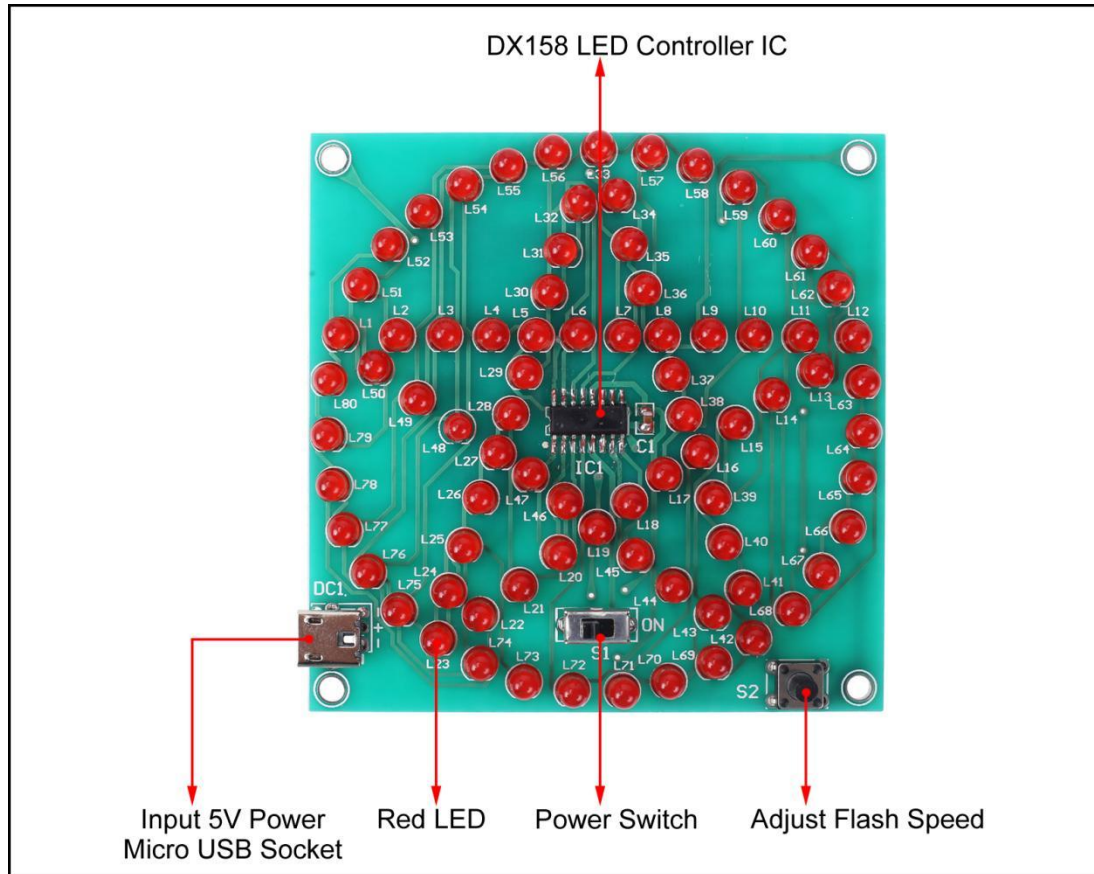 DX158 LED Controller IC
L56
L33
L57
L55
L58
L54
L59
L32
L34
L53
L60
L52
L31
L35
L61
L51
L30
L36
L62
L1
L2
L3
L4
L5
L6
L7
L8
L9
L10
L11
L12
L29
L37
L50
L13
L63
L80
L49
L28
L38
L14
L48
L15
C1
L79
L27
L64
IC1
L16
L47
L17
L65
L78
L26
L39
L46
L18
L66
L77
L25
L19
L40
L67
L76
L20
L45
L24
L41
DC1
L75
L21
L44
L68
+
-
L22
ON
L43
L42
L23
L74
S1
L73
L72
L71
L70
L69
S2
Input 5V Power
Micro USB Socket
Red LED
Power Switch
Adjust Flash Speed